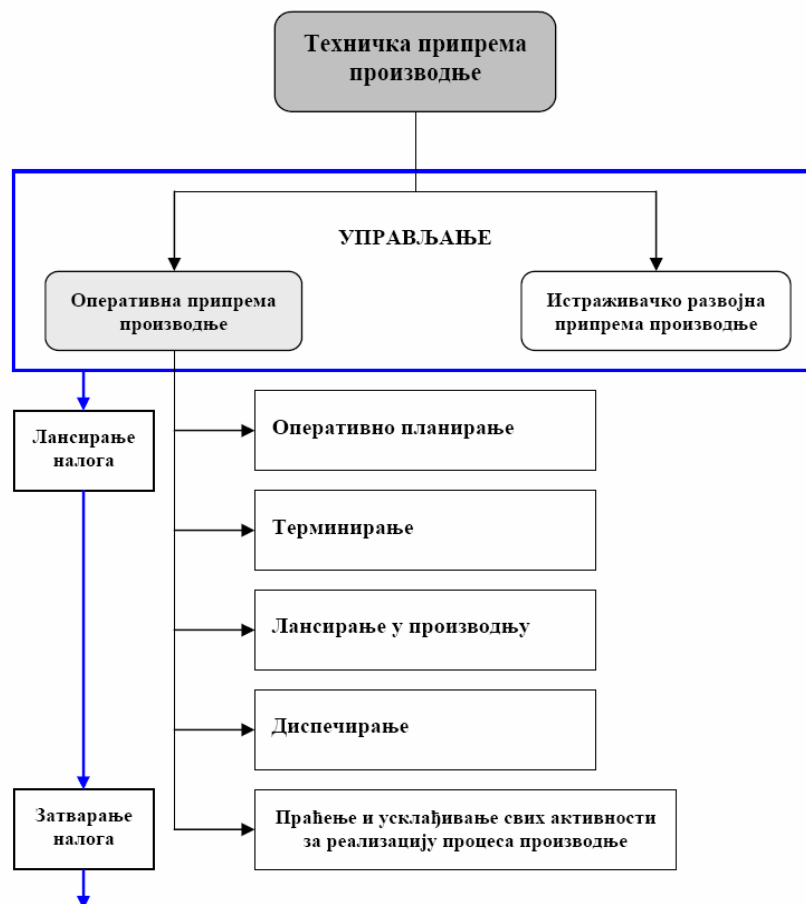 Техничка припрема
производње
УПРАВЉАЊЕ
Оперативна припрема
производње
Истраживачко развојна
припрема производње
Лансирање
налога
Оперативно планирање
Терминирање
Лансирање у производњу
Диспечирање
Затварање
налога
Праћење и усклађивање свих активности
за реализацију процеса производње